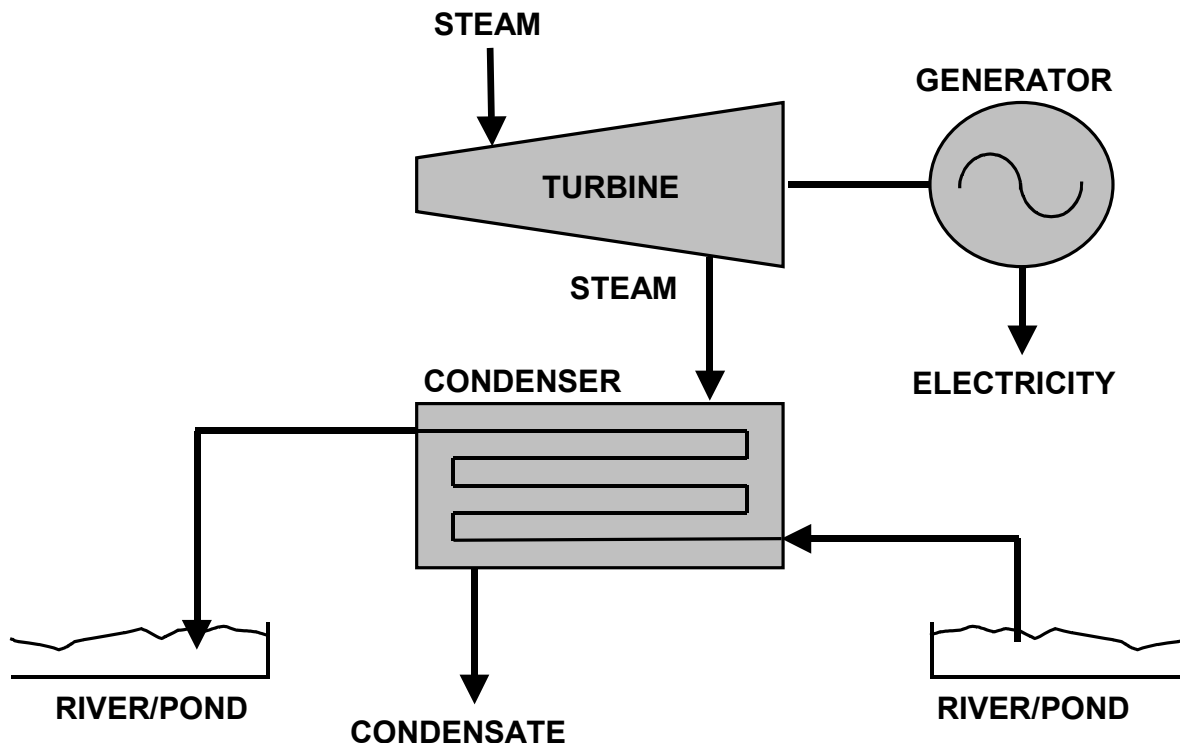 STEAM
GENERATOR
TURBINE
STEAM
CONDENSER
ELECTRICITY
RIVER/POND
RIVER/POND
CONDENSATE